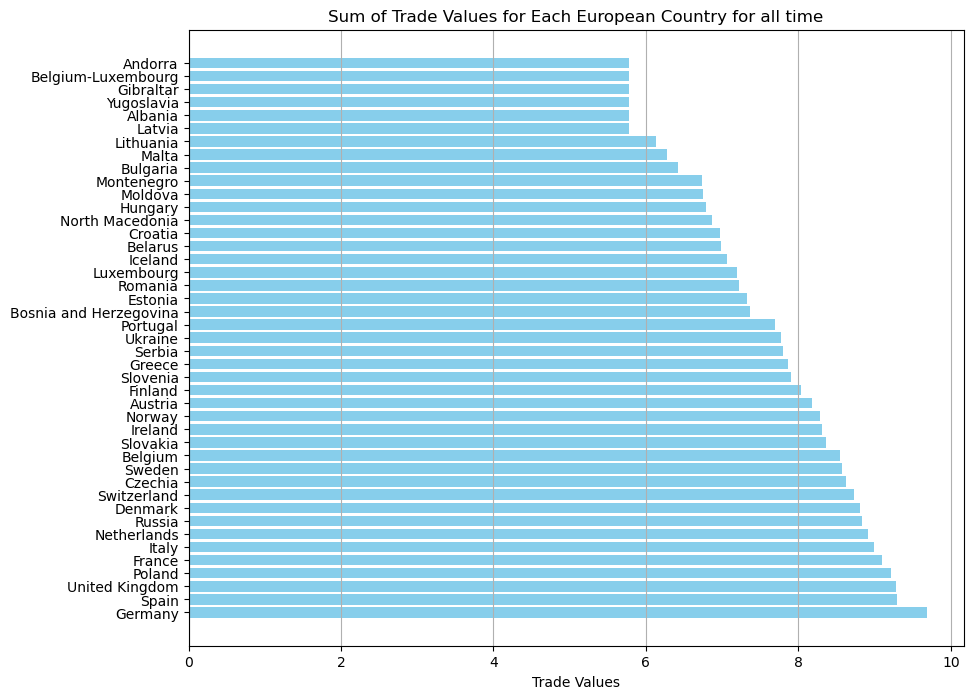 Sum of Trade Values for Each European Country for all time
Andorra
Belgium-Luxembourg
Gibraltar
Yugoslavia
Albania
Latvia
Lithuania
Malta
Bulgaria
Montenegro
Moldova
Hungary
North Macedonia
Croatia
Belarus
Iceland
Luxembourg
Romania
Estonia
Bosnia and Herzegovina
Portugal
Ukraine
Serbia
Greece
Slovenia
Finland
Austria
Norway
Ireland
Slovakia
Belgium
Sweden
Czechia
Switzerland
Denmark
Russia
Netherlands
Italy
France
Poland
United Kingdom
Spain
Germany
0 2 4 6 8 10
Trade Values